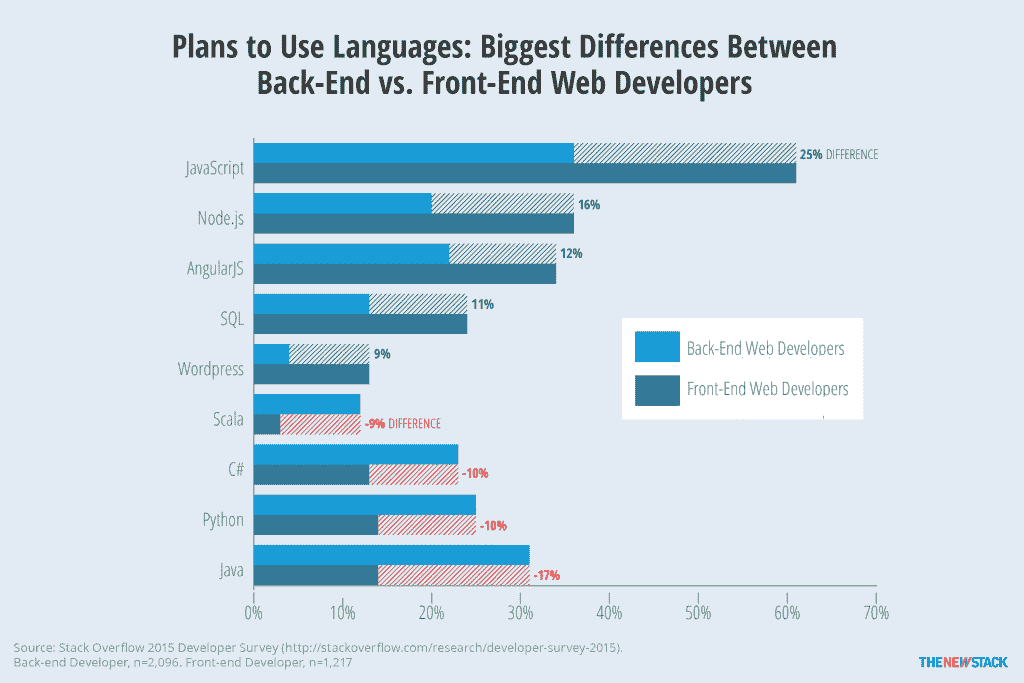 Plans to Use Languages: Biggest Differences Between
Back-End vs. Front-End Web Developers
JavaScript
25% DIFFERENCE
Node.js
16%
AngularJS
12%
SQL
11%
Wordpress
9%
Scala
-9% DIFFERENCE
C#
-10%
Python
-10%
Java
-17%
Back-End Web Developers
Front-End Web Developers
0% 10% 20% 30% 40% 50% 60% 70%
Source: Stack Overflow 2015 Developer Survey (http://stackoverflow.com/research/developer-survey-2015).
Back-end Developer, n=2,096. Front-end Developer, n=1,217
THENEWSTACK